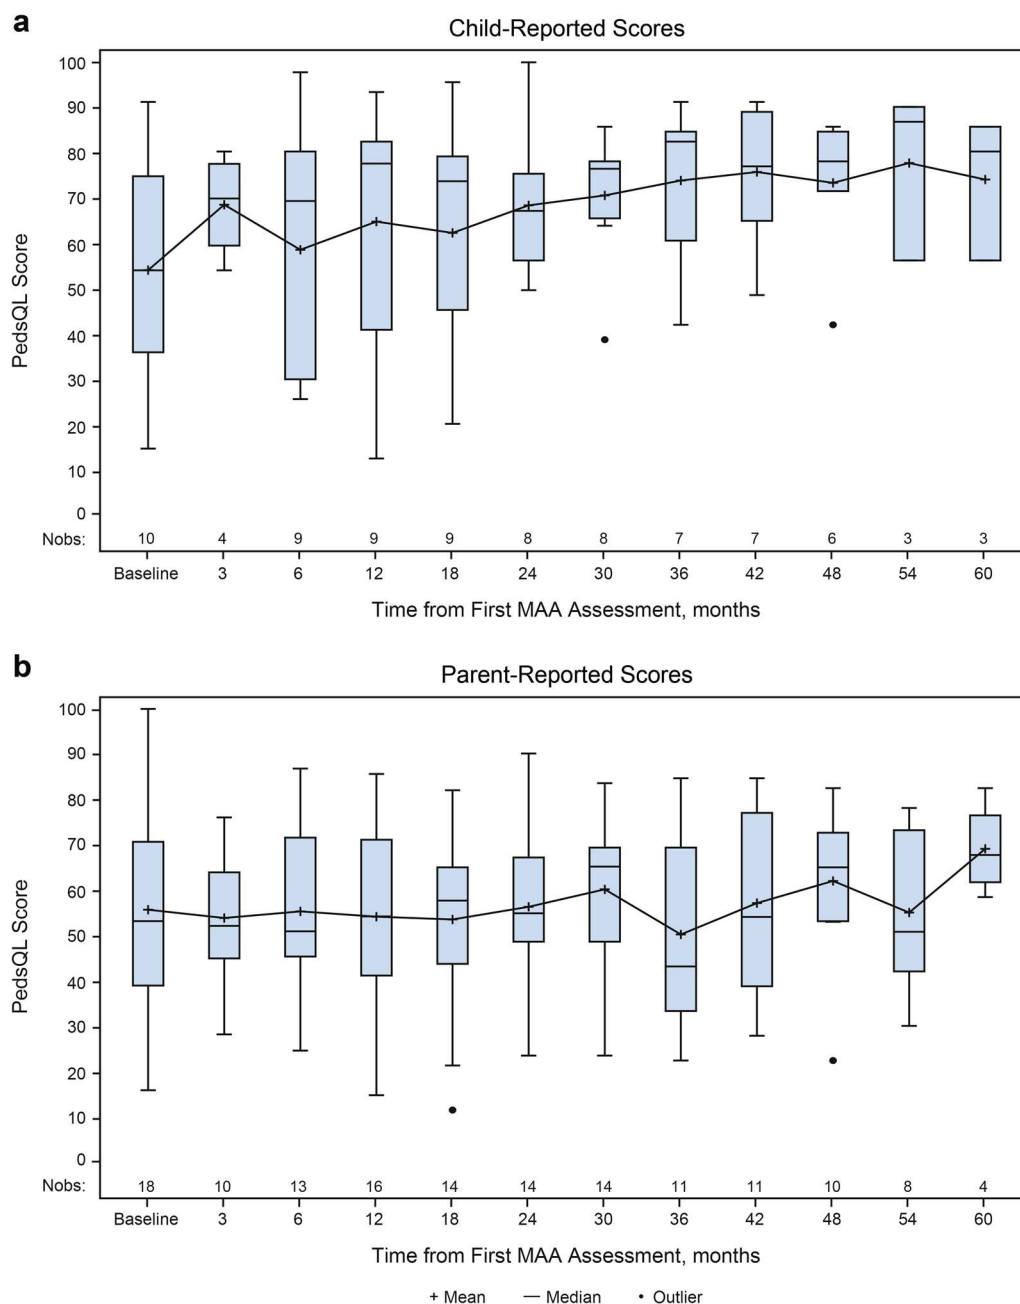 a
Child-Reported Scores
100
90
80
70
60
50
40
30
20
10
0
PedsQL Score
Nobs: 10 4 9 9 9 8 8 7 7 6 3 3
Baseline 3 6 12 18 24 30 36 42 48 54 60
Time from First MAA Assessment, months
b
Parent-Reported Scores
100
90
80
70
60
50
40
30
20
10
0
PedsQL Score
Nobs: 18 10 13 16 14 14 14 11 11 10 8 4
Baseline 3 6 12 18 24 30 36 42 48 54 60
Time from First MAA Assessment, months
+ Mean — Median • Outlier